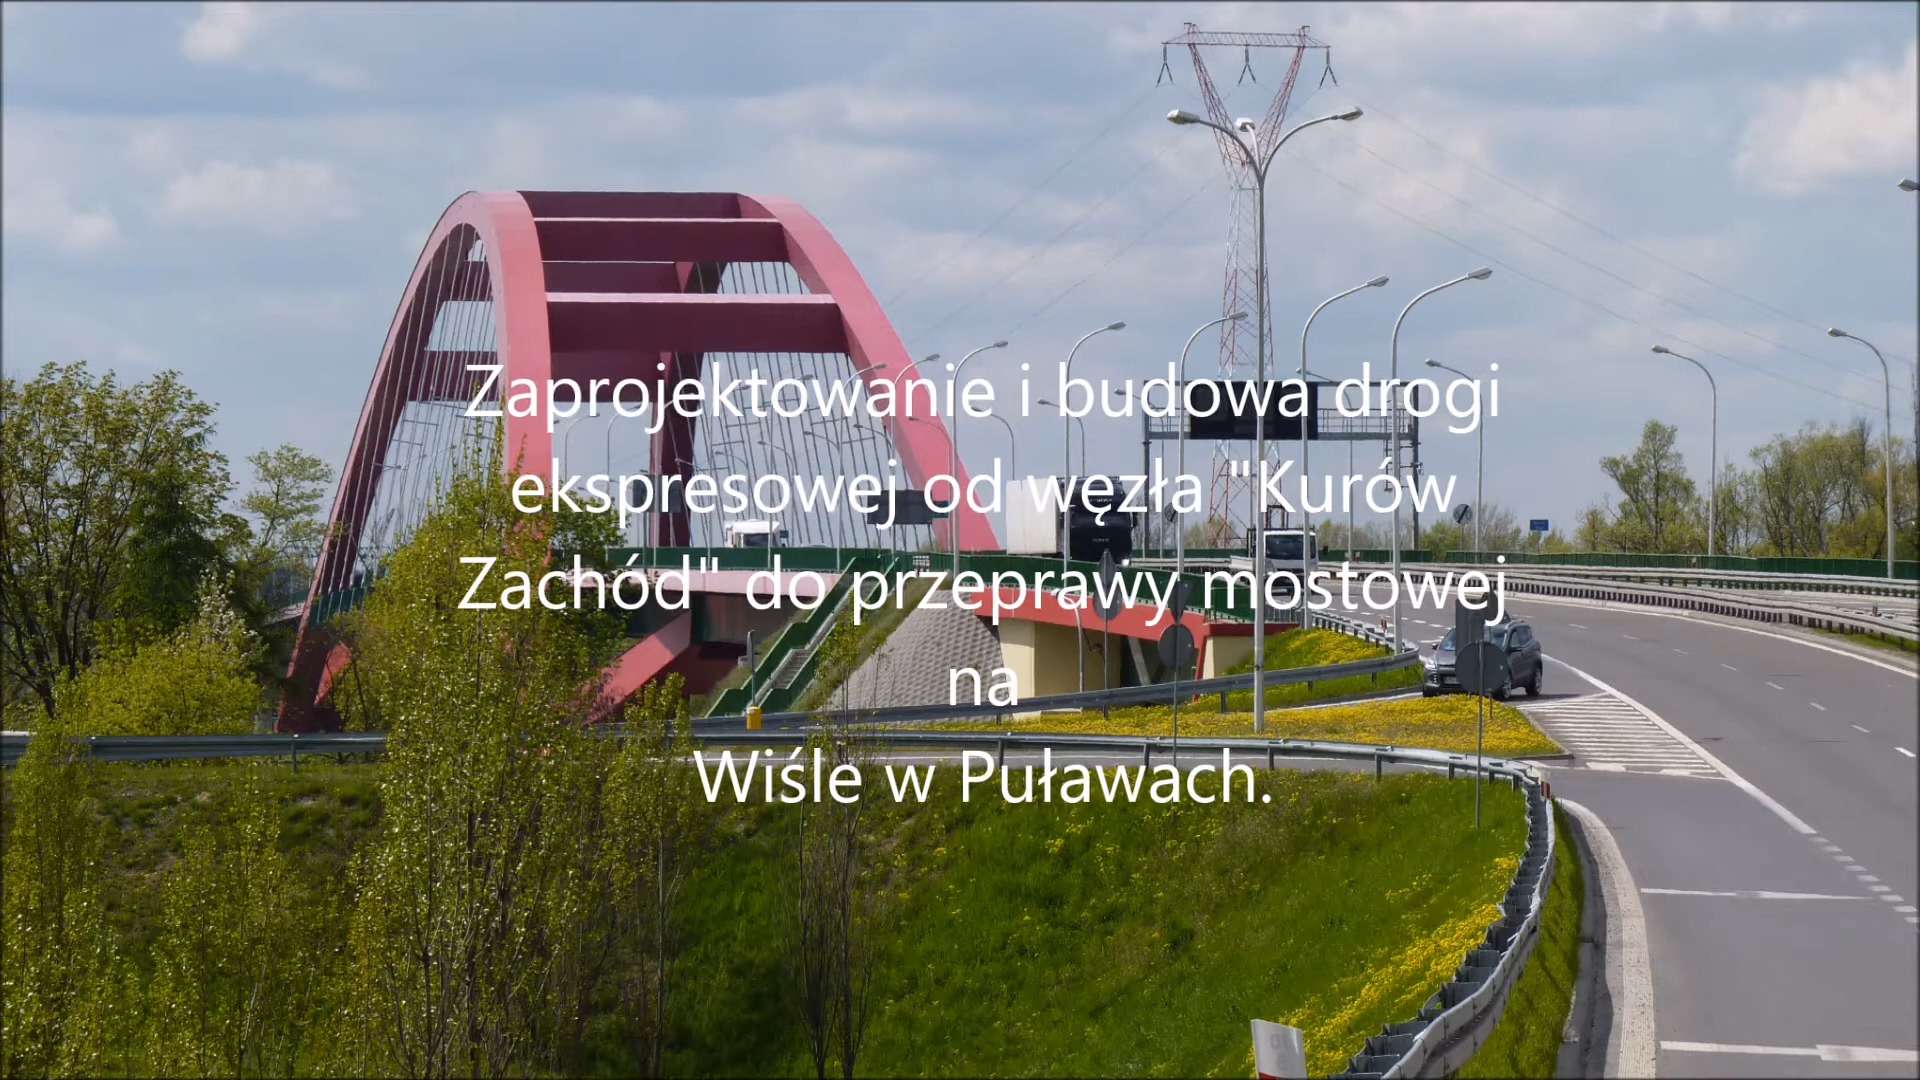 Zaprojektowanie i budowa drogi
ekspresowej od węzła "Kurów
Zachód" do przeprawy mostowej
na
Wiśle w Puławach.